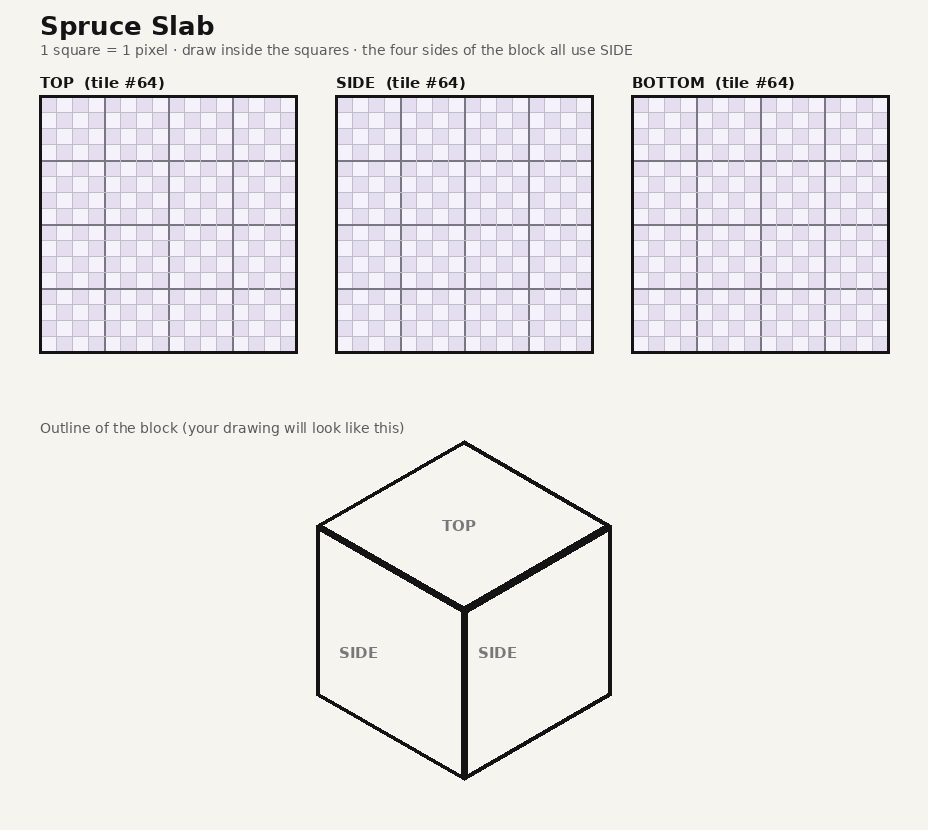 Spruce Slab
1 square = 1 pixel · draw inside the squares · the four sides of the block all use SIDE
TOP (tile #64)
SIDE (tile #64)
BOTTOM (tile #64)
Outline of the block (your drawing will look like this)
TOP
SIDE
SIDE